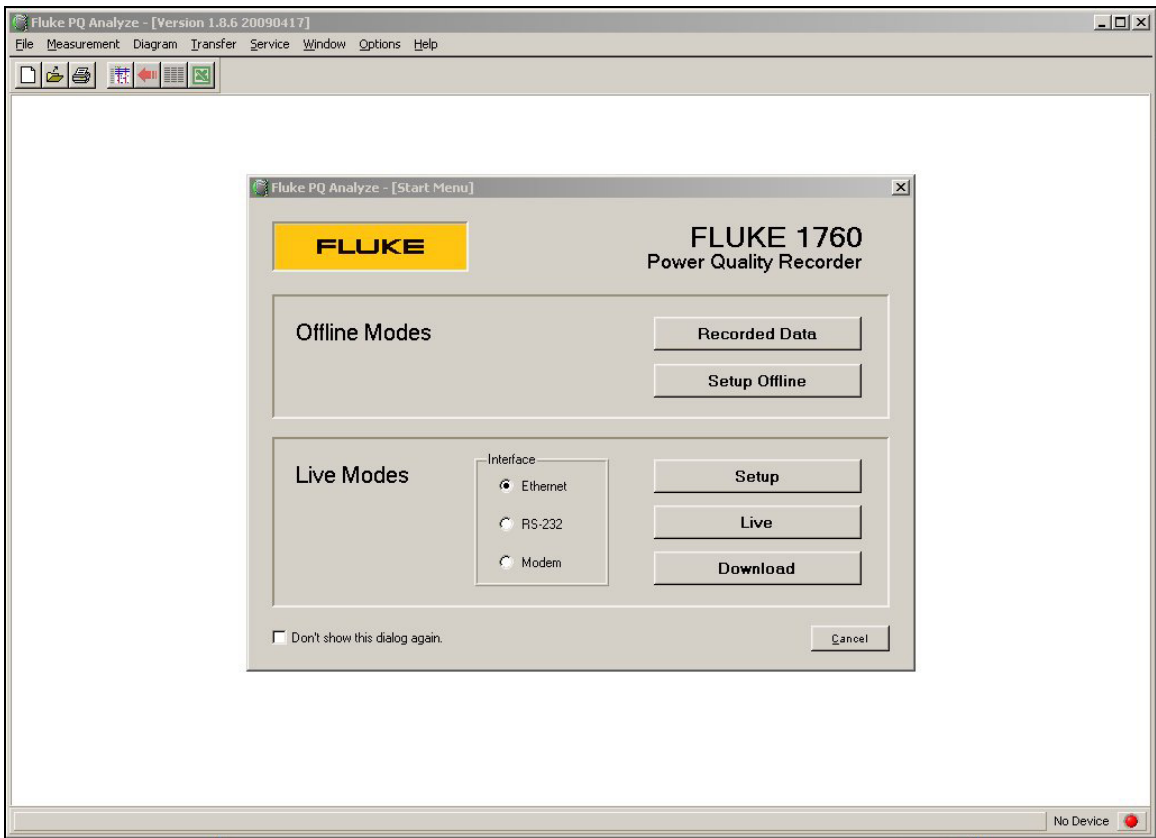 Fluke PQ Analyze - [Version 1.8.6 20090417]
File Measurement Diagram Transfer Service Window Options Help
Fluke PQ Analyze - [Start Menu]
FLUKE
FLUKE 1760
Power Quality Recorder
Offline Modes
Recorded Data
Setup Offline
Live Modes
Interface
Ethernet
RS-232
Modem
Setup
Live
Download
Don't show this dialog again.
Cancel
No Device